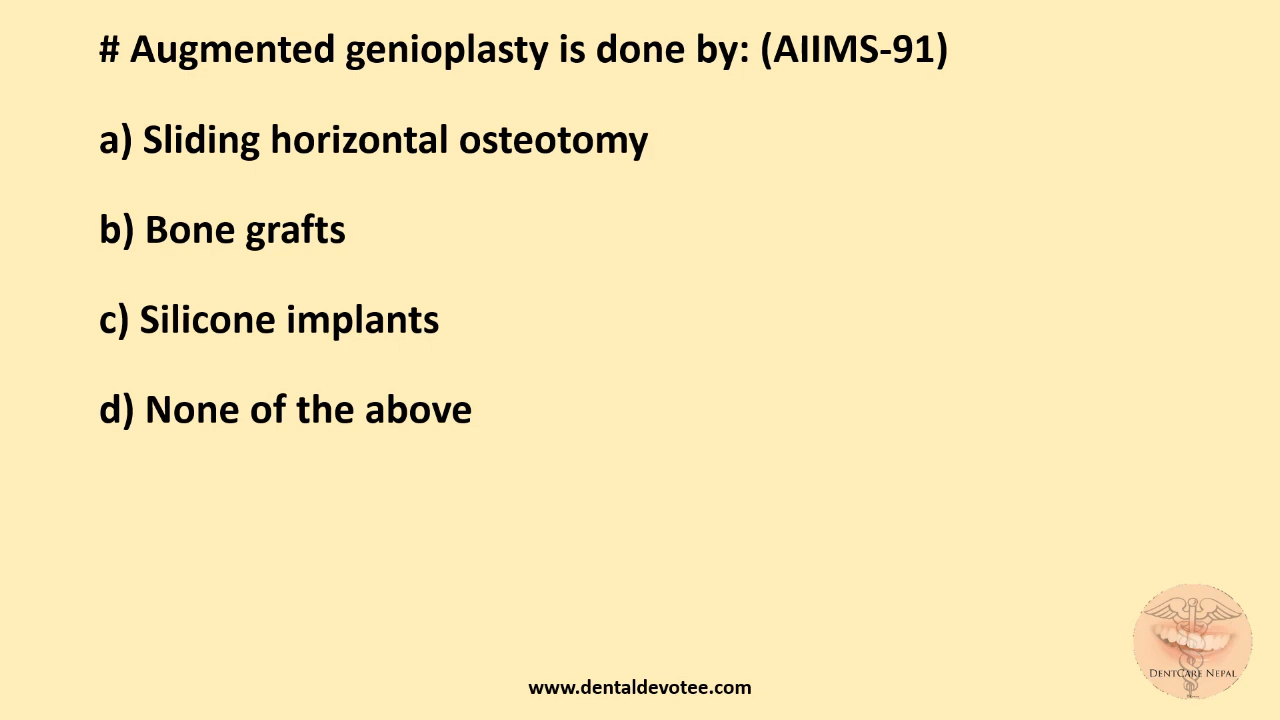 # Augmented genioplasty is done by: (AIIMS-91)
a) Sliding horizontal osteotomy
b) Bone grafts
c) Silicone implants
d) None of the above
DentCare Nepal
www.dentaldevotee.com